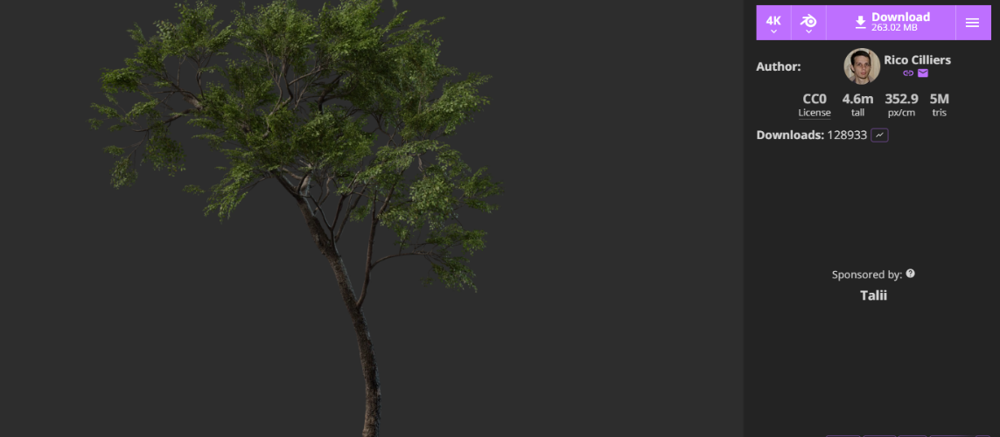 4K
Download
263.02 MB
Author:
Rico Cilliers
CC0 4.6m 352.9 5M
License tall px/cm tris
Downloads: 128933
Sponsored by:
Talii